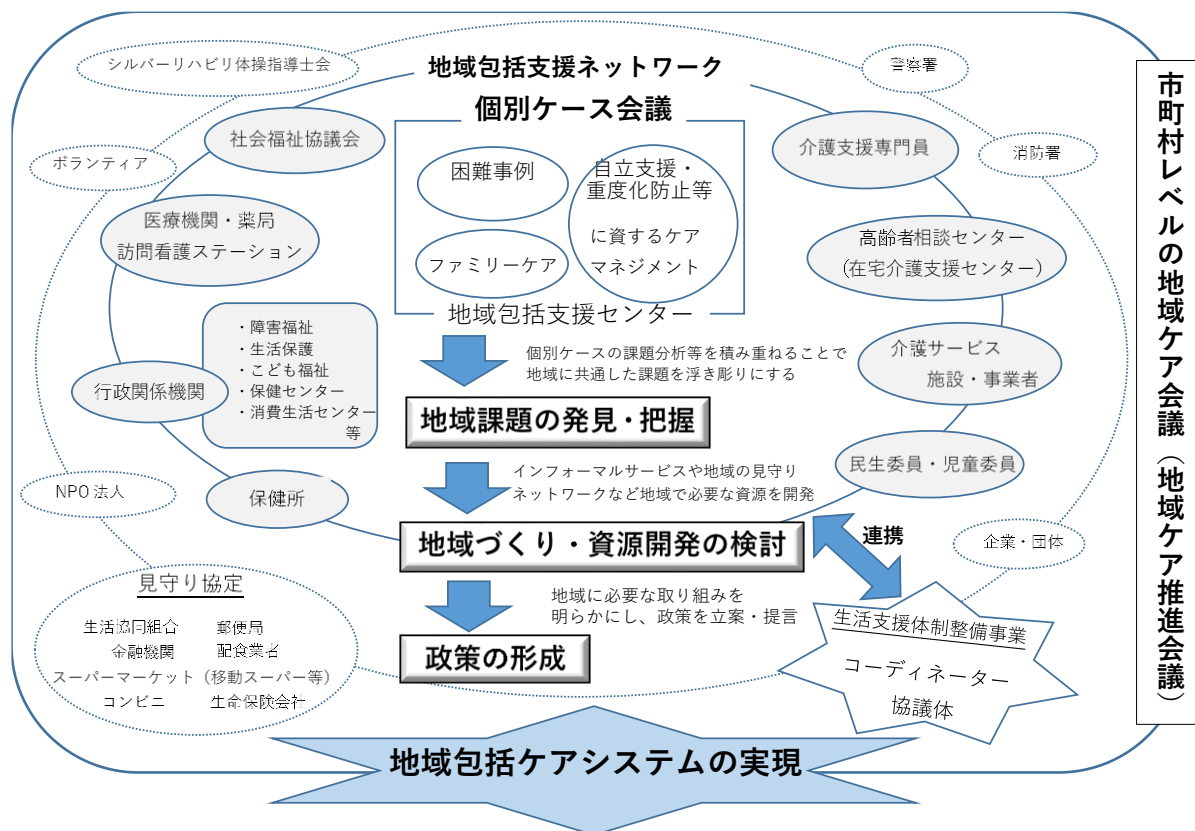 シルバーリハビリ体操指導士会
地域包括支援ネットワーク
警察署
個別ケース会議
社会福祉協議会
介護支援専門員
消防署
ボランティア
困難事例
自立支援・
重度化防止等
に資するケア
マネジメント
ファミリーケア
地域包括支援センター
医療機関・薬局
訪問看護ステーション
高齢者相談センター
(在宅介護支援センター)
・障害福祉
・生活保護
・こども福祉
・保健センター
・消費生活センター
等
行政関係機関
個別ケースの課題分析等を積み重ねることで
地域に共通した課題を浮き彫りにする
介護サービス
施設・事業者
地域課題の発見・把握
民生委員・児童委員
NPO法人
保健所
インフォーマルサービスや地域の見守り
ネットワークなど地域で必要な資源を開発
地域づくり・資源開発の検討
連携
企業・団体
見守り協定
生活協同組合 郵便局
金融機関 配食業者
スーパーマーケット（移動スーパー等）
コンビニ 生命保険会社
地域に必要な取り組みを
明らかにし、政策を立案・提言
政策の形成
生活支援体制整備事業
コーディネーター
協議体
地域包括ケアシステムの実現
市町村レベルの地域ケア会議（地域ケア推進会議）